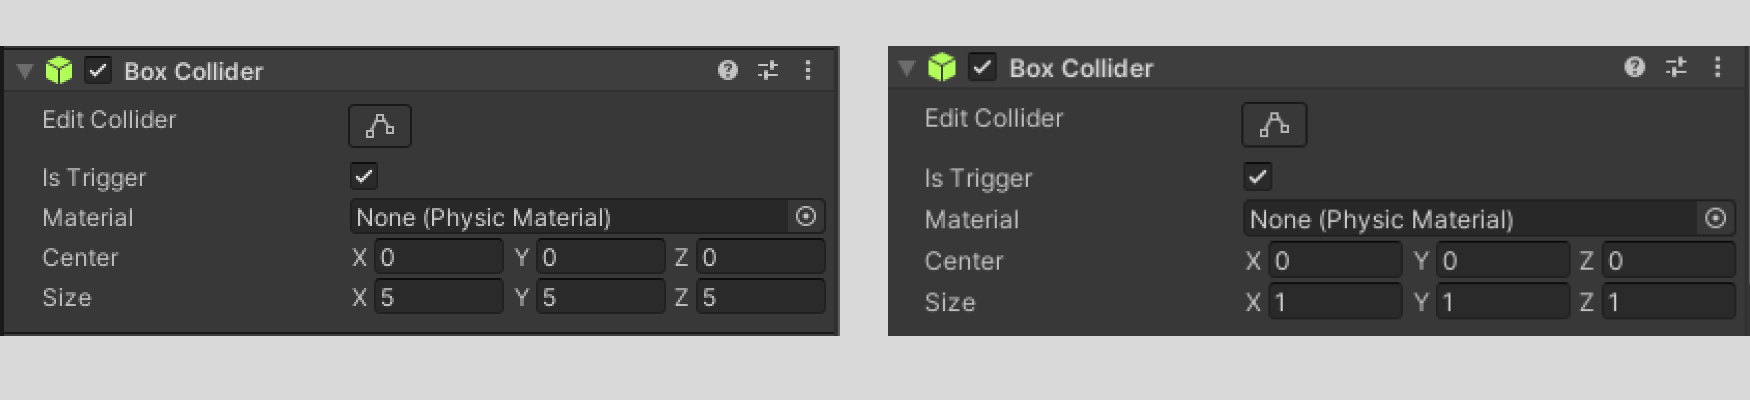 Box Collider
Edit Collider
Is Trigger
Material None (Physic Material)
Center X 0 Y 0 Z 0
Size X 5 Y 5 Z 5
Box Collider
Edit Collider
Is Trigger
Material None (Physic Material)
Center X 0 Y 0 Z 0
Size X 1 Y 1 Z 1